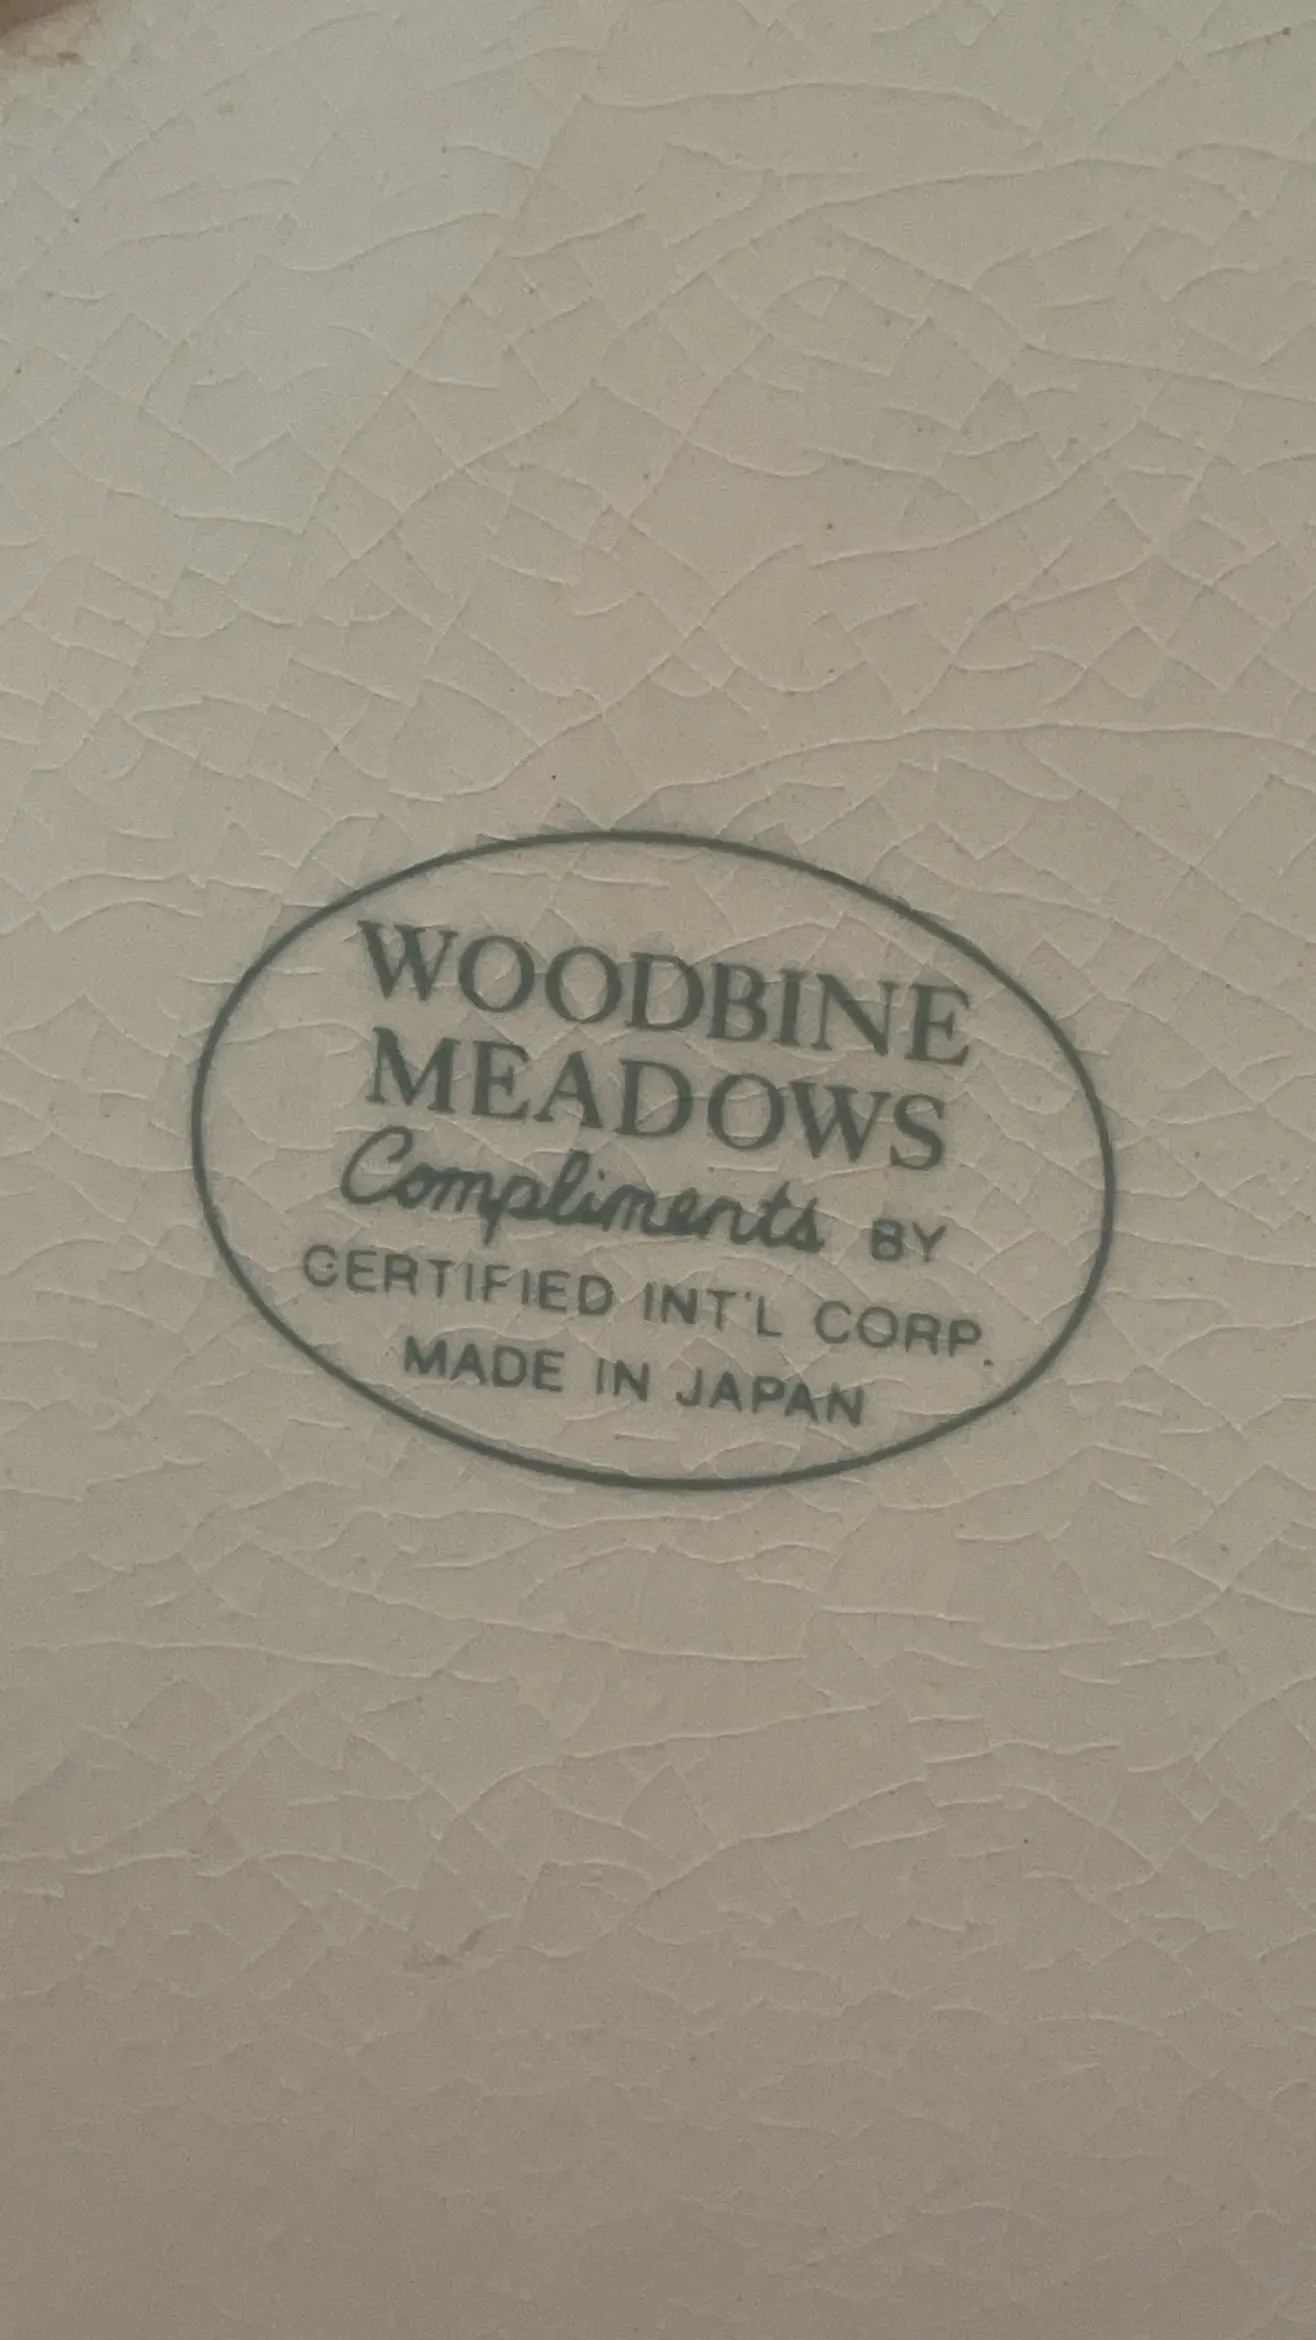 WOODBINE
MEADOWS
Compliments BY
CERTIFIED INT'L CORP.
MADE IN JAPAN